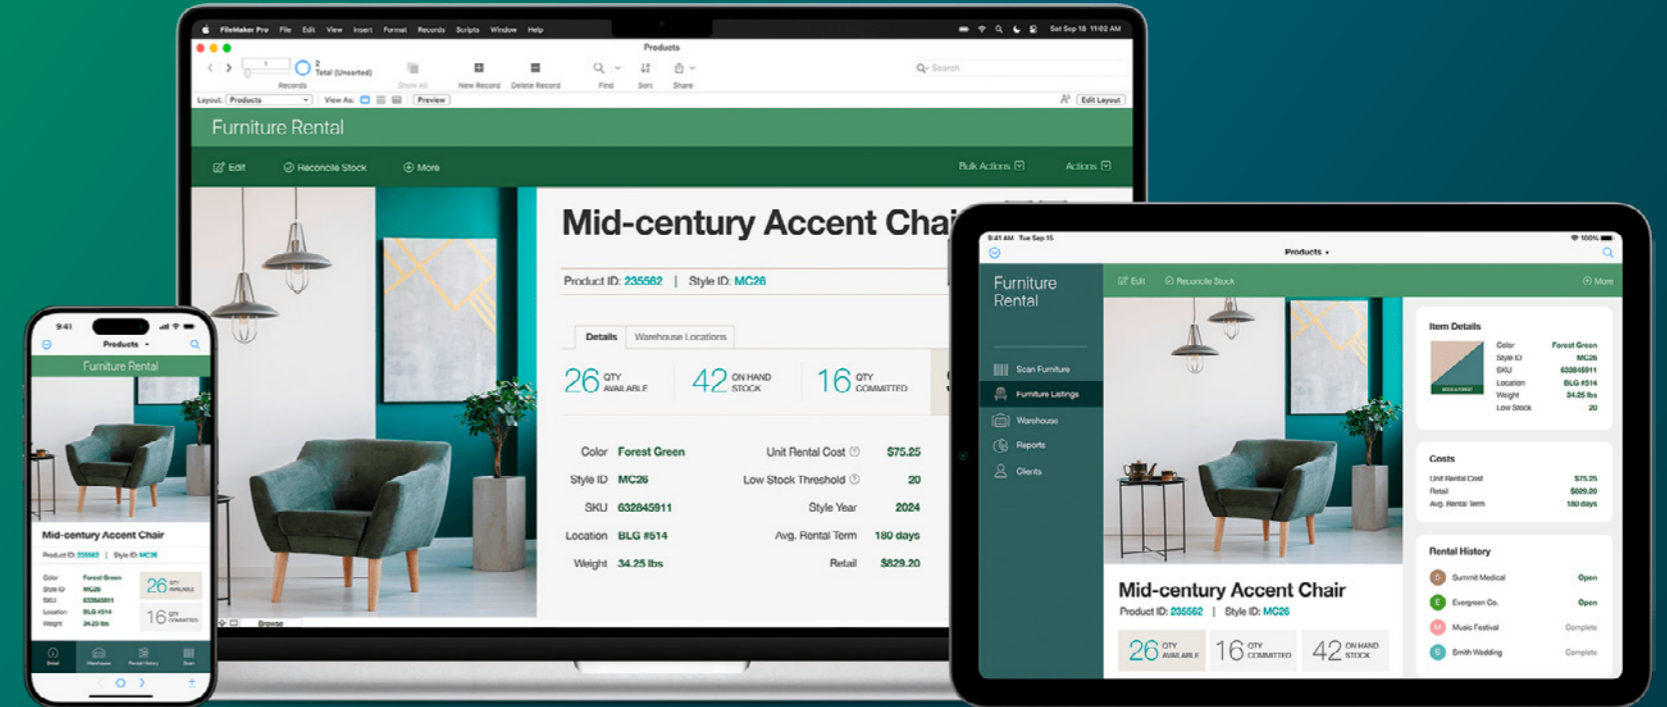 FileMaker Pro File Edit View Insert Format Records Scripts Window Help
Sat Sep 18 11:02 AM
Products
1
2
Total (Unsorted)
Records
Show All
New Record
Delete Record
Find
Sort
Share
Search
Layout: Products
View As:
Preview
Edit Layout
Furniture Rental
Edit
Reconcile Stock
More
Bulk Actions
Actions
Mid-century Accent Chai
Product ID: 235562 | Style ID: MC26
Details
Warehouse Locations
26 QTY AVAILABLE
42 ON HAND STOCK
16 QTY COMMITTED
Color Forest Green
Style ID MC26
SKU 632845911
Location BLG #514
Weight 34.25 lbs
Unit Rental Cost $75.25
Low Stock Threshold 20
Style Year 2024
Avg. Rental Term 180 days
Retail $829.20
Browse
9:41
Products
Furniture Rental
Mid-century Accent Chair
Product ID: 235562 | Style ID: MC26
Color Forest Green
Style ID MC26
SKU 632845911
Location BLG #514
Weight 34.25 lbs
26 QTY AVAILABLE
16 QTY COMMITTED
Detail
Warehouse
Rental History
Scan
9:41 AM Tue Sep 15
Products
100%
Furniture
Rental
Scan Furniture
Furniture Listings
Warehouse
Reports
Clients
Edit
Reconcile Stock
More
Mid-century Accent Chair
Product ID: 235562 | Style ID: MC26
26 QTY AVAILABLE
16 QTY COMMITTED
42 ON HAND STOCK
Item Details
Color Forest Green
Style ID MC26
SKU 632845911
Location BLG #514
Weight 34.25 lbs
Low Stock 20
Costs
Unit Rental Cost $75.25
Retail $829.20
Avg. Rental Term 180 days
Rental History
S Summit Medical Open
E Evergreen Co. Open
M Music Festival Complete
S Smith Wedding Complete